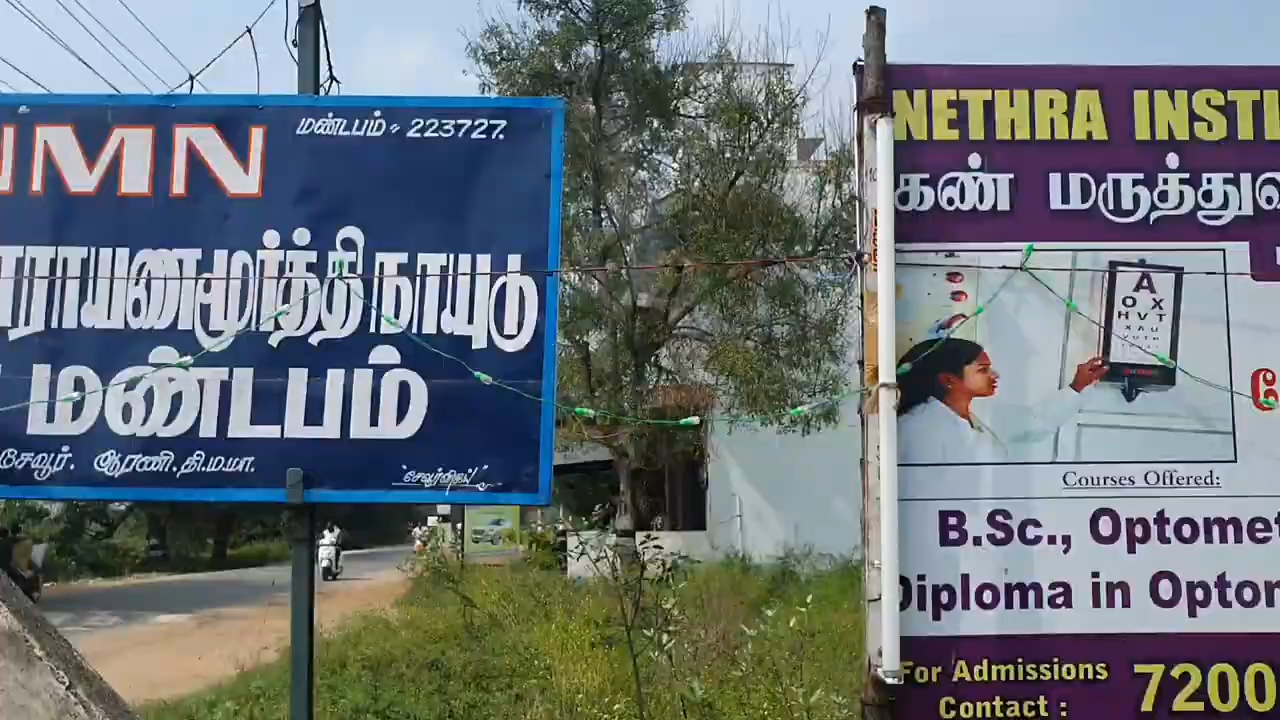 MN
மண்டபம் : 223727.
ராயணமூர்த்தி நாயுடு
மண்டபம்
சேவூர். ஆரணி.தி.ம.மா.
NETHRA INSTI
கண் மருத்துவ
A
O X
H V T
Courses Offered:
B.Sc., Optomet
Diploma in Optom
For Admissions
Contact :
7200